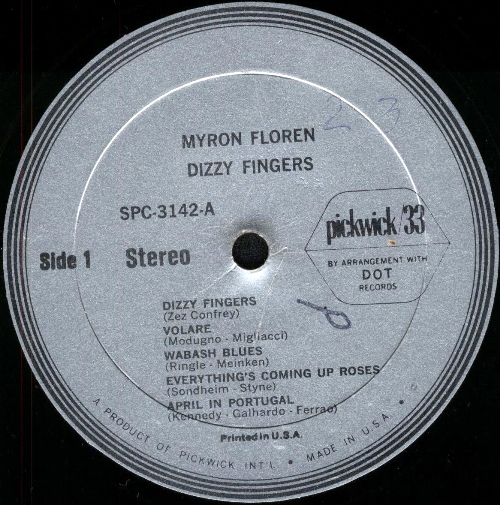 23
MYRON FLOREN
DIZZY FINGERS
SPC-3142-A
pickwick/33
BY ARRANGEMENT WITH
DOT
RECORDS
Side 1 Stereo
DIZZY FINGERS
(Zez Confrey)
VOLARE
(Modugno - Migliacci)
WABASH BLUES
(Ringle - Meinken)
EVERYTHING'S COMING UP ROSES
(Sondheim - Styne)
APRIL IN PORTUGAL
(Kennedy - Galhardo - Ferrao)
Printed in U.S.A.
A PRODUCT OF PICKWICK INT'L. • MADE IN U.S.A. •